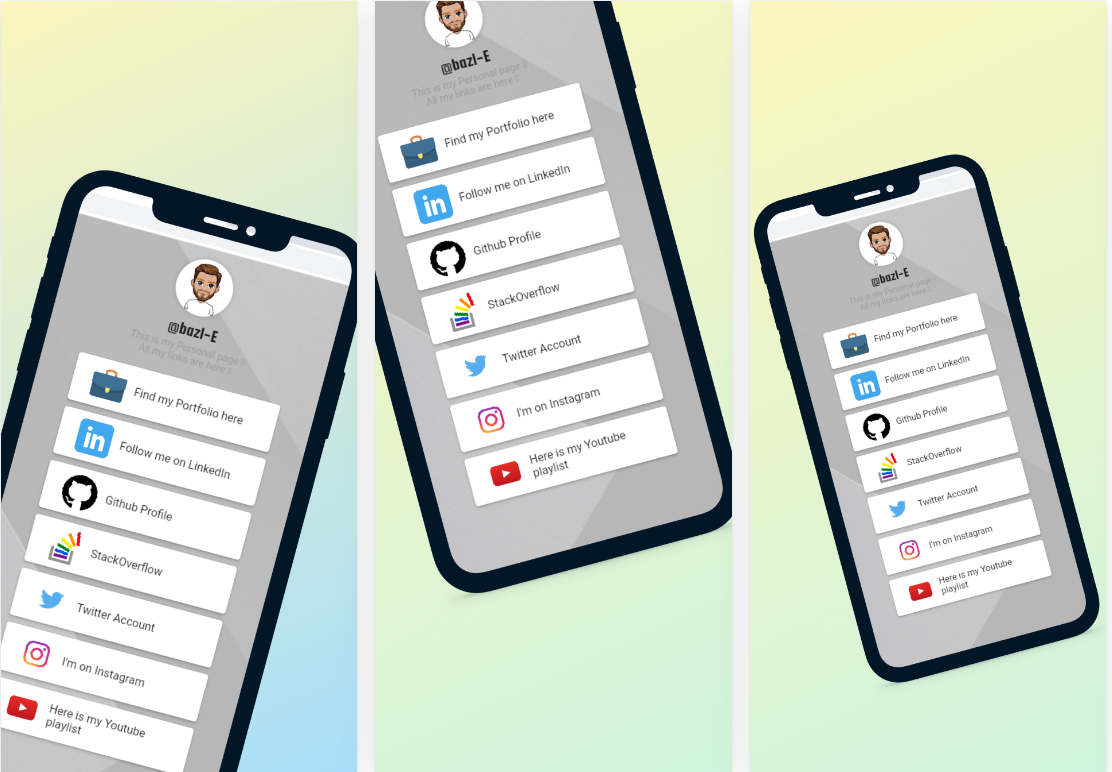 @bazl-E
This is my Personal page
All my links are here
Find my Portfolio here
in
Follow me on LinkedIn
Github Profile
StackOverflow
Twitter Account
I'm on Instagram
Here is my Youtube
playlist
@bazl-E
This is my Personal page
All my links are here
Find my Portfolio here
in
Follow me on LinkedIn
Github Profile
StackOverflow
Twitter Account
I'm on Instagram
Here is my Youtube
playlist
@bazl-E
This is my Personal page
All my links are here
Find my Portfolio here
in
Follow me on LinkedIn
Github Profile
StackOverflow
Twitter Account
I'm on Instagram
Here is my Youtube
playlist